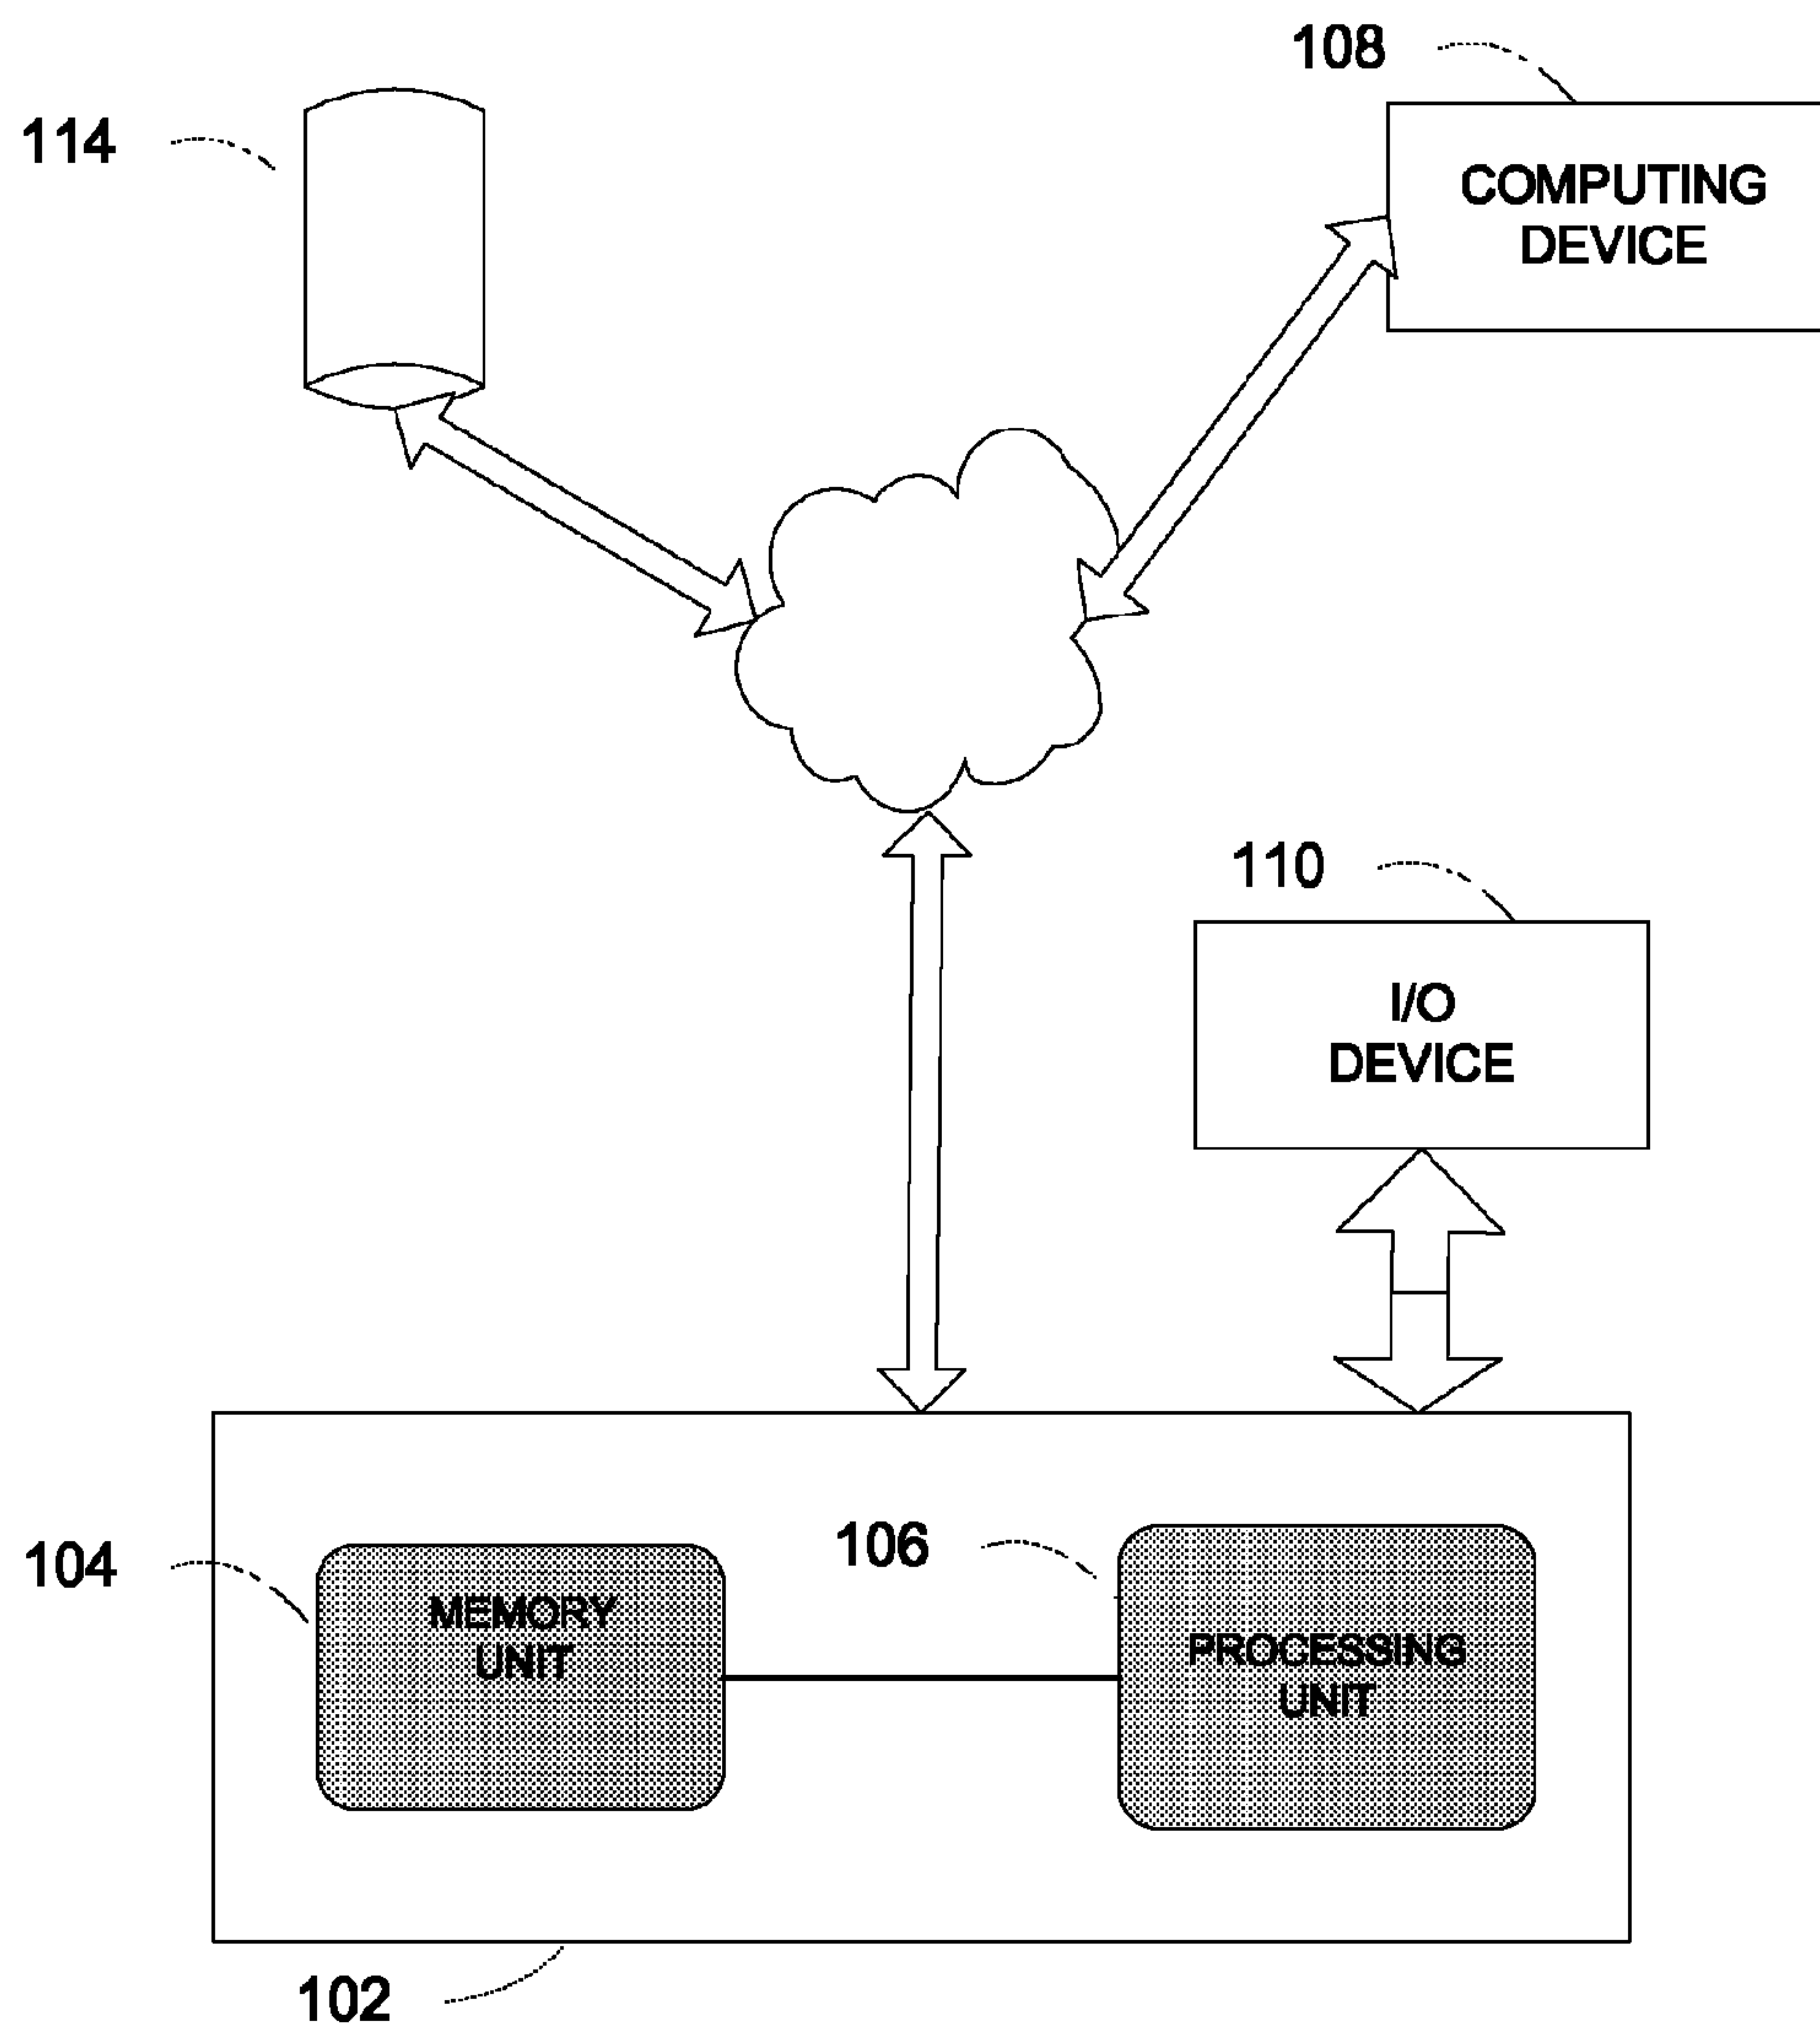 108
114
COMPUTING
DEVICE
110
I/O
DEVICE
104
106
MEMORY
UNIT
PROCESSING
UNIT
102